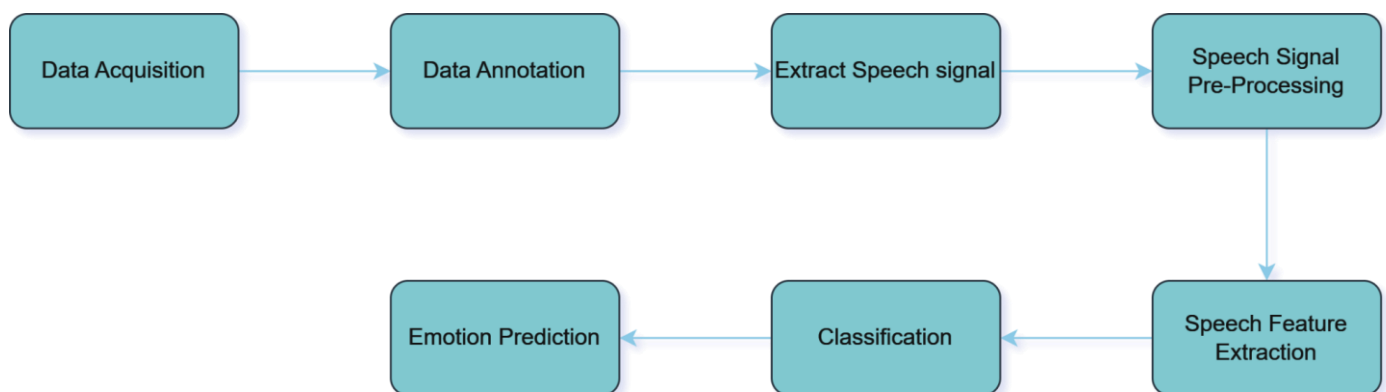 Data Acquisition
Data Annotation
Extract Speech signal
Speech Signal
Pre-Processing
Speech Feature
Extraction
Classification
Emotion Prediction